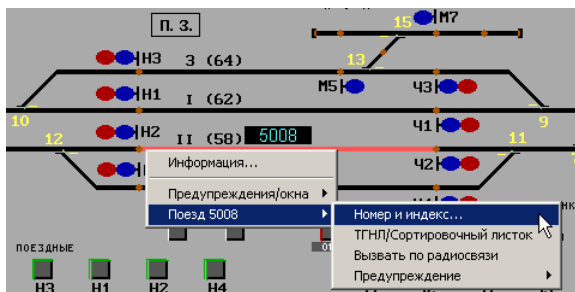 П. 3.
15 М7
Н3 3 (64) 13
М5 Ч3
Н1 I (62)
10 Ч1 9
12 Н2 II (58) 5008 11
Ч2
Информация...
Предупреждения/окна
Поезд 5008
Номер и индекс...
ТГНЛ/Сортировочный листок
Вызвать по радиосвязи
Предупреждение
ПОЕЗДНЫЕ
Н3 Н1 Н2 Н4